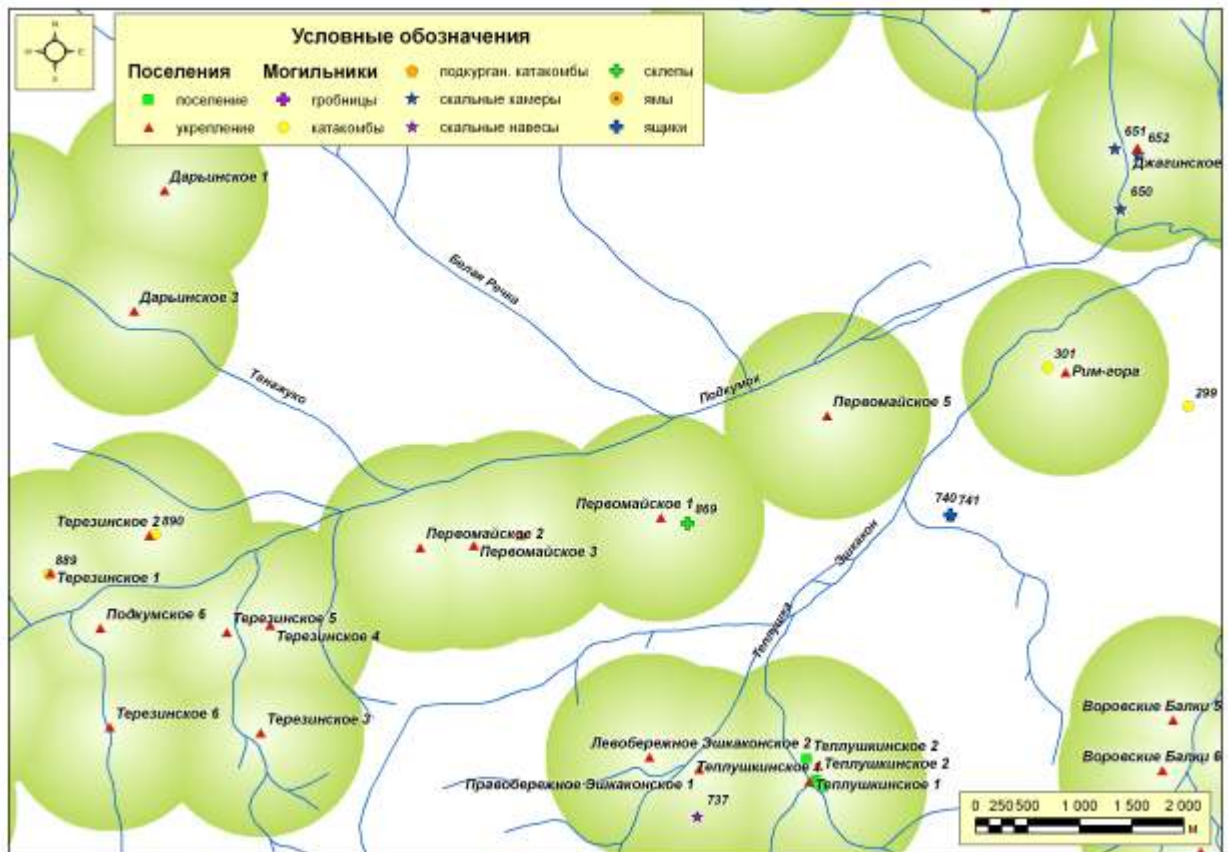 Условные обозначения
Поселения
Могильники
подкурган. катакомбы
склепы
поселение
гробницы
скальные камеры
ямы
укрепление
катакомбы
скальные навесы
ящики
651
652
Джагинское
650
Дарьинское 1
Белая Речка
Дарьинское 3
Танажуко
Подкумок
301
Рим-гора
299
Первомайское 5
Терезинское 2
890
Первомайское 1
869
740
741
Первомайское 2
Первомайское 3
Эшкакон
889
Терезинское 1
Подкумское 6
Терезинское 5
Терезинское 4
Теплушка
Терезинское 6
Терезинское 3
Воровские Балки 5
Левобережное Эшкаконское 2
Теплушкинское 2
Теплушкинское 1
Теплушкинское 2
Воровские Балки 6
Правобережное Эшкаконское 1
Теплушкинское 1
737
0 250 500 1 000 1 500 2 000
м